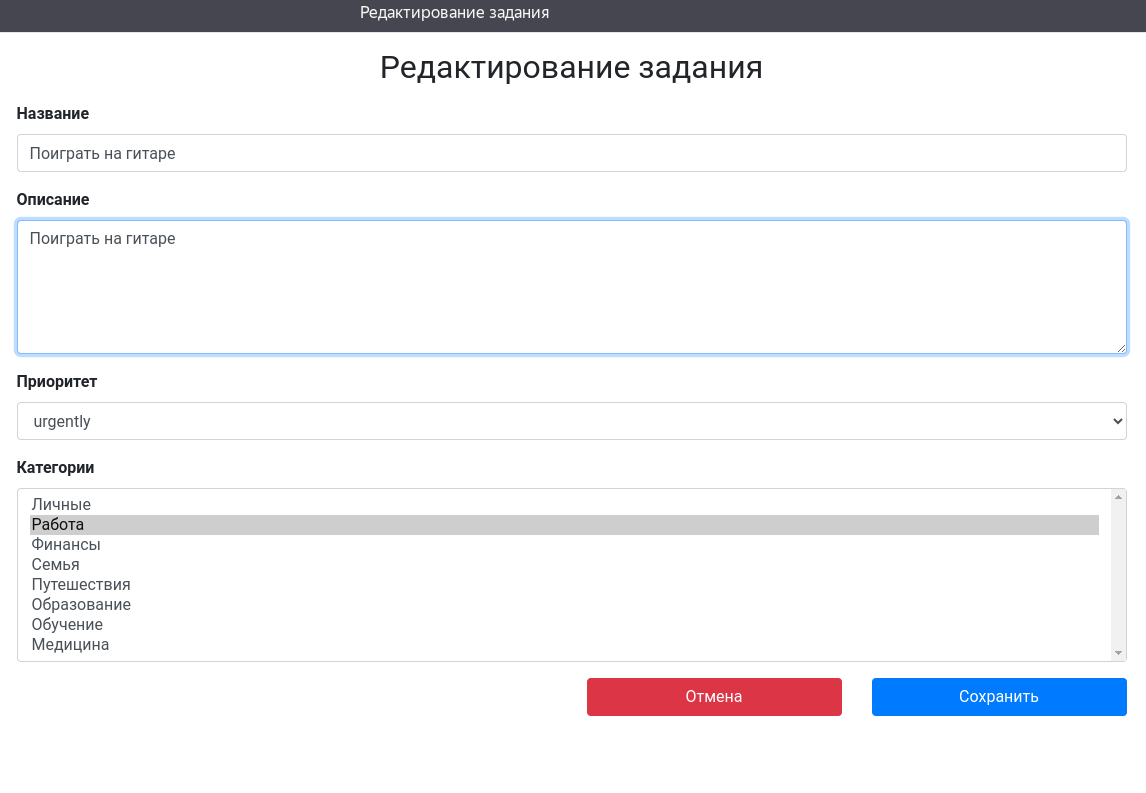 Редактирование задания
Редактирование задания
Название
Поиграть на гитаре
Описание
Поиграть на гитаре
Приоритет
urgently
Категории
Личные
Работа
Финансы
Семья
Путешествия
Образование
Обучение
Медицина
Отмена
Сохранить